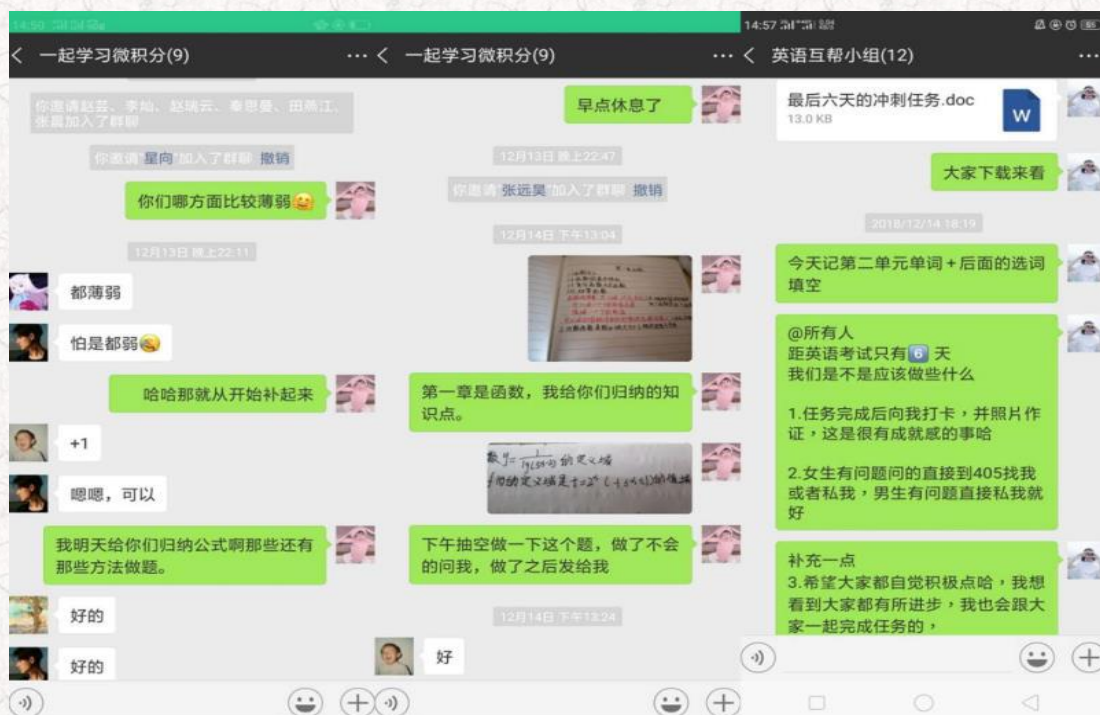 14:50
一起学习微积分(9)
你邀请赵芸、李灿、赵瑞云、秦思曼、田燕江、
张晨加入了群聊
你邀请"星向"加入了群聊 撤销
你们哪方面比较薄弱
12月13日 晚上22:11
都薄弱
怕是都弱
哈哈那就从开始补起来
+1
嗯嗯，可以
我明天给你们归纳公式啊那些还有
那些方法做题。
好的
好的
一起学习微积分(9)
早点休息了
12月13日 晚上22:47
你邀请"张远昊"加入了群聊 撤销
12月14日 下午13:04
第一章是函数，我给你们归纳的知
识点。
的定义域
下午抽空做一下这个题，做了不会
的问我，做了之后发给我
12月14日 下午13:24
好
14:57
英语互帮小组(12)
最后六天的冲刺任务.doc
13.0 KB
W
大家下载来看
2018/12/14 18:19
今天记第二单元单词＋后面的选词
填空
@所有人
距英语考试只有6天
我们是不是应该做些什么
1.任务完成后向我打卡，并照片作
证，这是很有成就感的事哈
2.女生有问题问的直接到405找我
或者私我，男生有问题直接私我就
好
补充一点
3.希望大家都自觉积极点哈，我想
看到大家都有所进步，我也会跟大
家一起完成任务的，